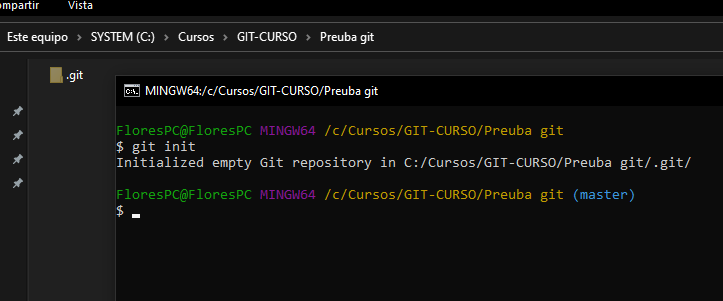 ompartir Vista
Este equipo > SYSTEM (C:) > Cursos > GIT-CURSO > Preuba git
.git
MINGW64:/c/Cursos/GIT-CURSO/Preuba git
FloresPC@FloresPC MINGW64 /c/Cursos/GIT-CURSO/Preuba git
$ git init
Initialized empty Git repository in C:/Cursos/GIT-CURSO/Preuba git/.git/
FloresPC@FloresPC MINGW64 /c/Cursos/GIT-CURSO/Preuba git (master)
$